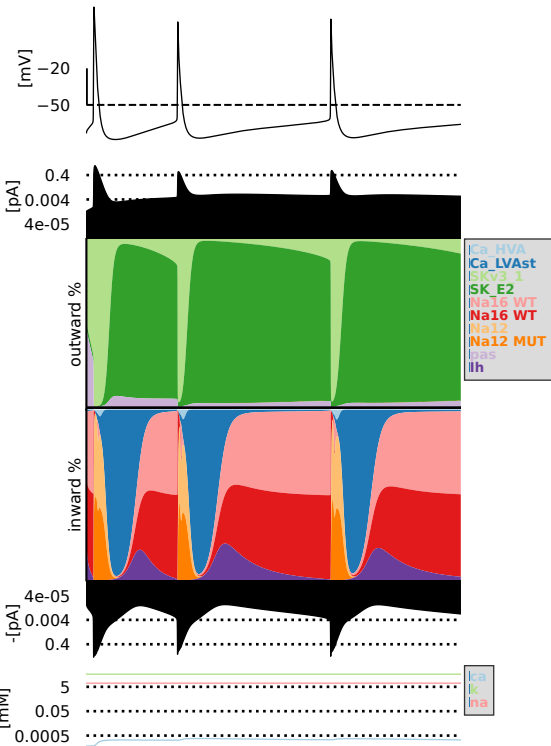 [mV]
−20
−50
[pA]
0.4
0.004
4e-05
outward %
Ca_HVA
Ca_LVAst
SKv3_1
SK_E2
Na16 WT
Na16 WT
Na12
Na12 MUT
pas
Ih
inward %
-[pA]
4e-05
0.004
0.4
[mM]
5
0.05
0.0005
ca
k
na